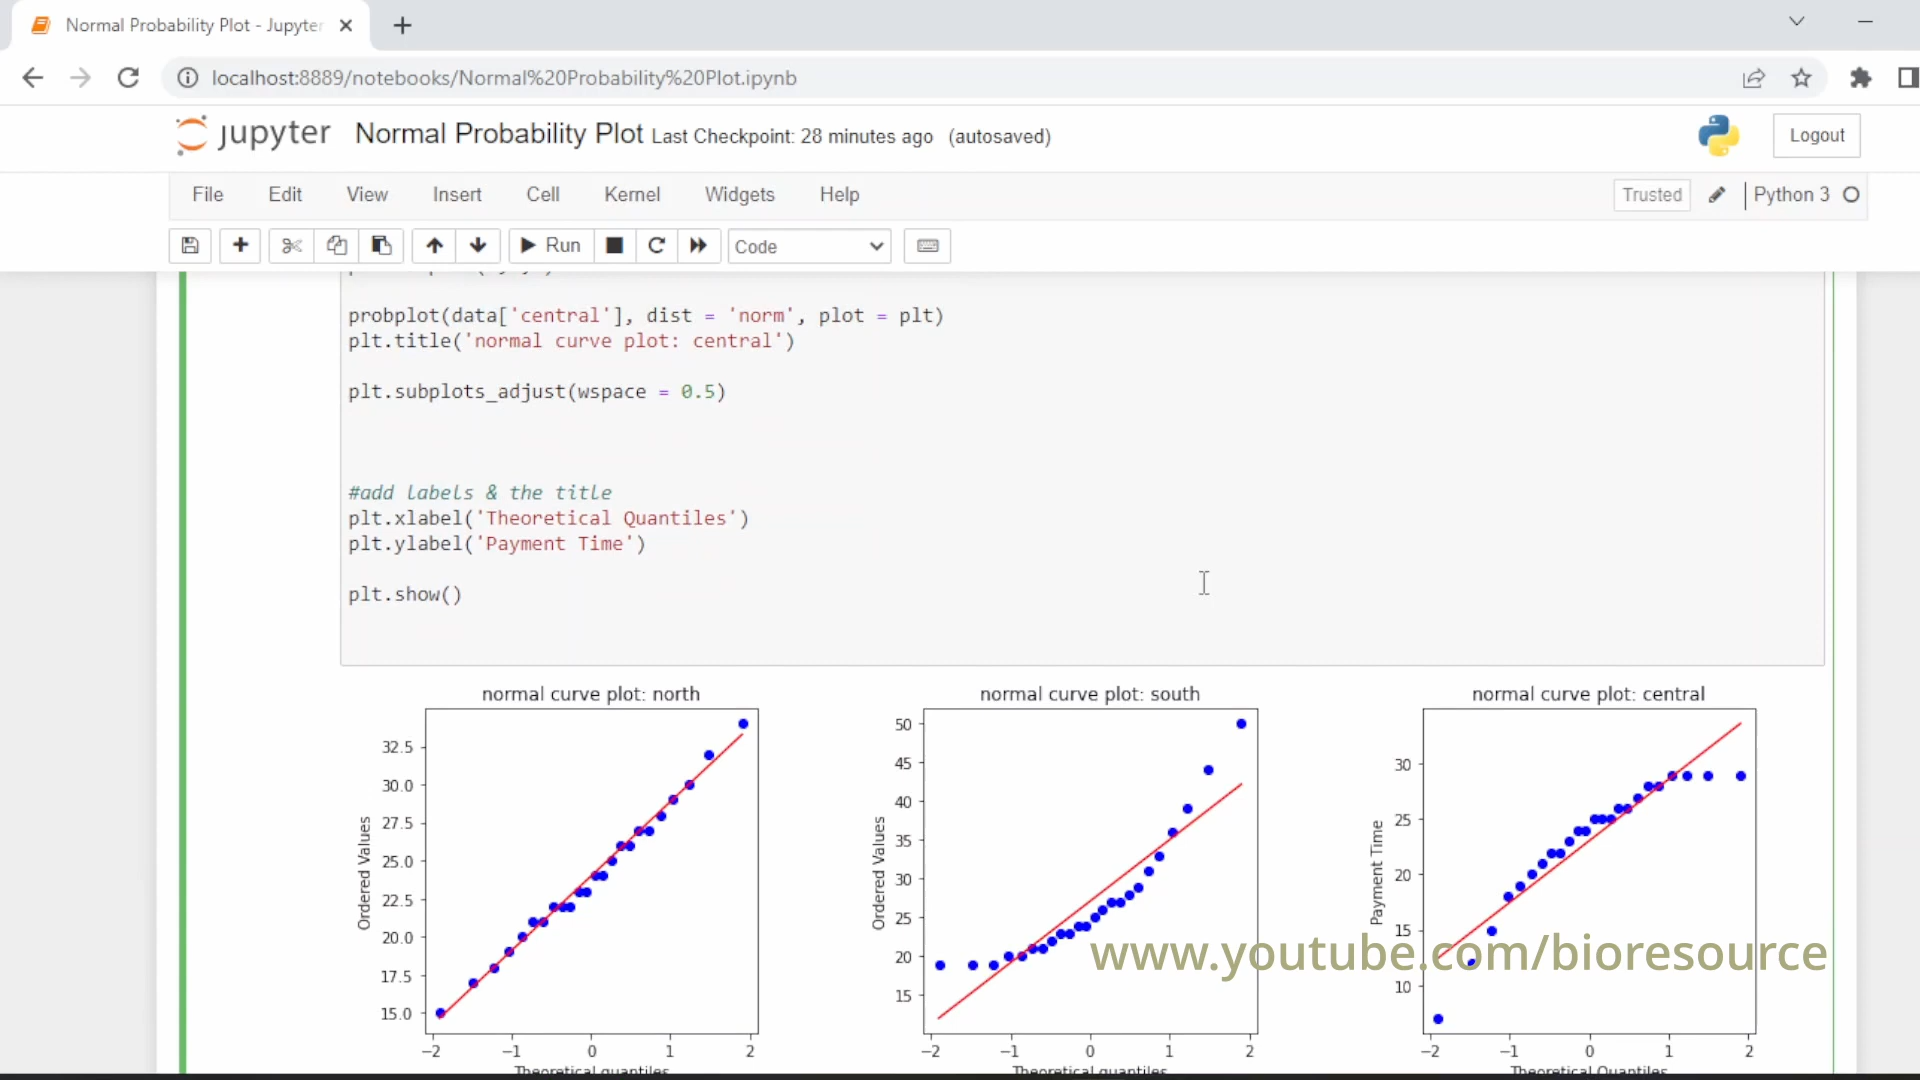 Normal Probability Plot - Jupyter
localhost:8889/notebooks/Normal%20Probability%20Plot.ipynb
jupyter Normal Probability Plot Last Checkpoint: 28 minutes ago (autosaved)
Logout
File Edit View Insert Cell Kernel Widgets Help
Trusted Python 3
Run Code
probplot(data['central'], dist = 'norm', plot = plt)
plt.title('normal curve plot: central')
plt.subplots_adjust(wspace = 0.5)
#add labels & the title
plt.xlabel('Theoretical Quantiles')
plt.ylabel('Payment Time')
plt.show()
normal curve plot: north
32.5
30.0
27.5
25.0
22.5
20.0
17.5
15.0
Ordered Values
−2 −1 0 1 2
Theoretical quantiles
normal curve plot: south
50
45
40
35
30
25
20
15
Ordered Values
−2 −1 0 1 2
Theoretical quantiles
normal curve plot: central
30
25
20
15
10
Payment Time
−2 −1 0 1 2
Theoretical Quantiles
www.youtube.com/bioresource